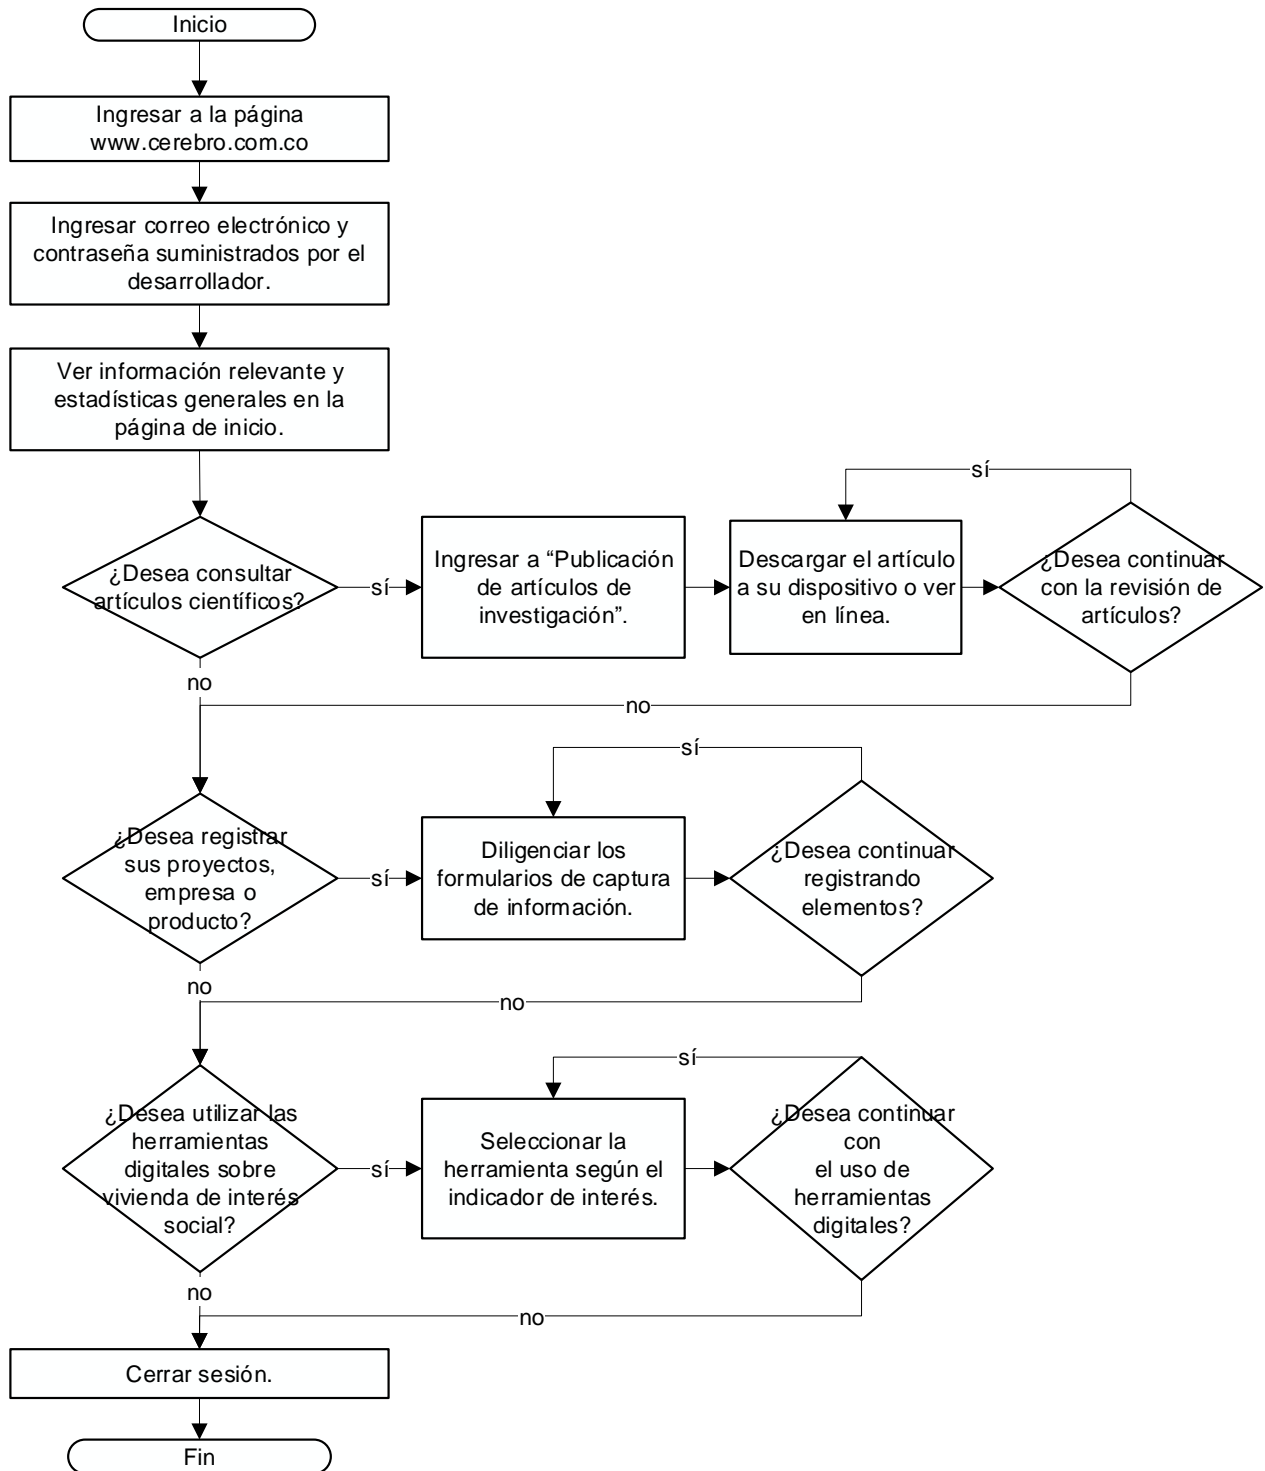 Inicio
Ingresar a la página
www.cerebro.com.co
Ingresar correo electrónico y
contraseña suministrados por el
desarrollador.
Ver información relevante y
estadísticas generales en la
página de inicio.
¿Desea consultar
artículos científicos?
sí
Ingresar a “Publicación
de artículos de
investigación”.
Descargar el artículo
a su dispositivo o ver
en línea.
sí
¿Desea continuar
con la revisión de
artículos?
no
no
¿Desea registrar
sus proyectos,
empresa o
producto?
sí
Diligenciar los
formularios de captura
de información.
sí
¿Desea continuar
registrando
elementos?
no
no
¿Desea utilizar las
herramientas
digitales sobre
vivienda de interés
social?
sí
Seleccionar la
herramienta según el
indicador de interés.
sí
¿Desea continuar
con
el uso de
herramientas
digitales?
no
no
Cerrar sesión.
Fin